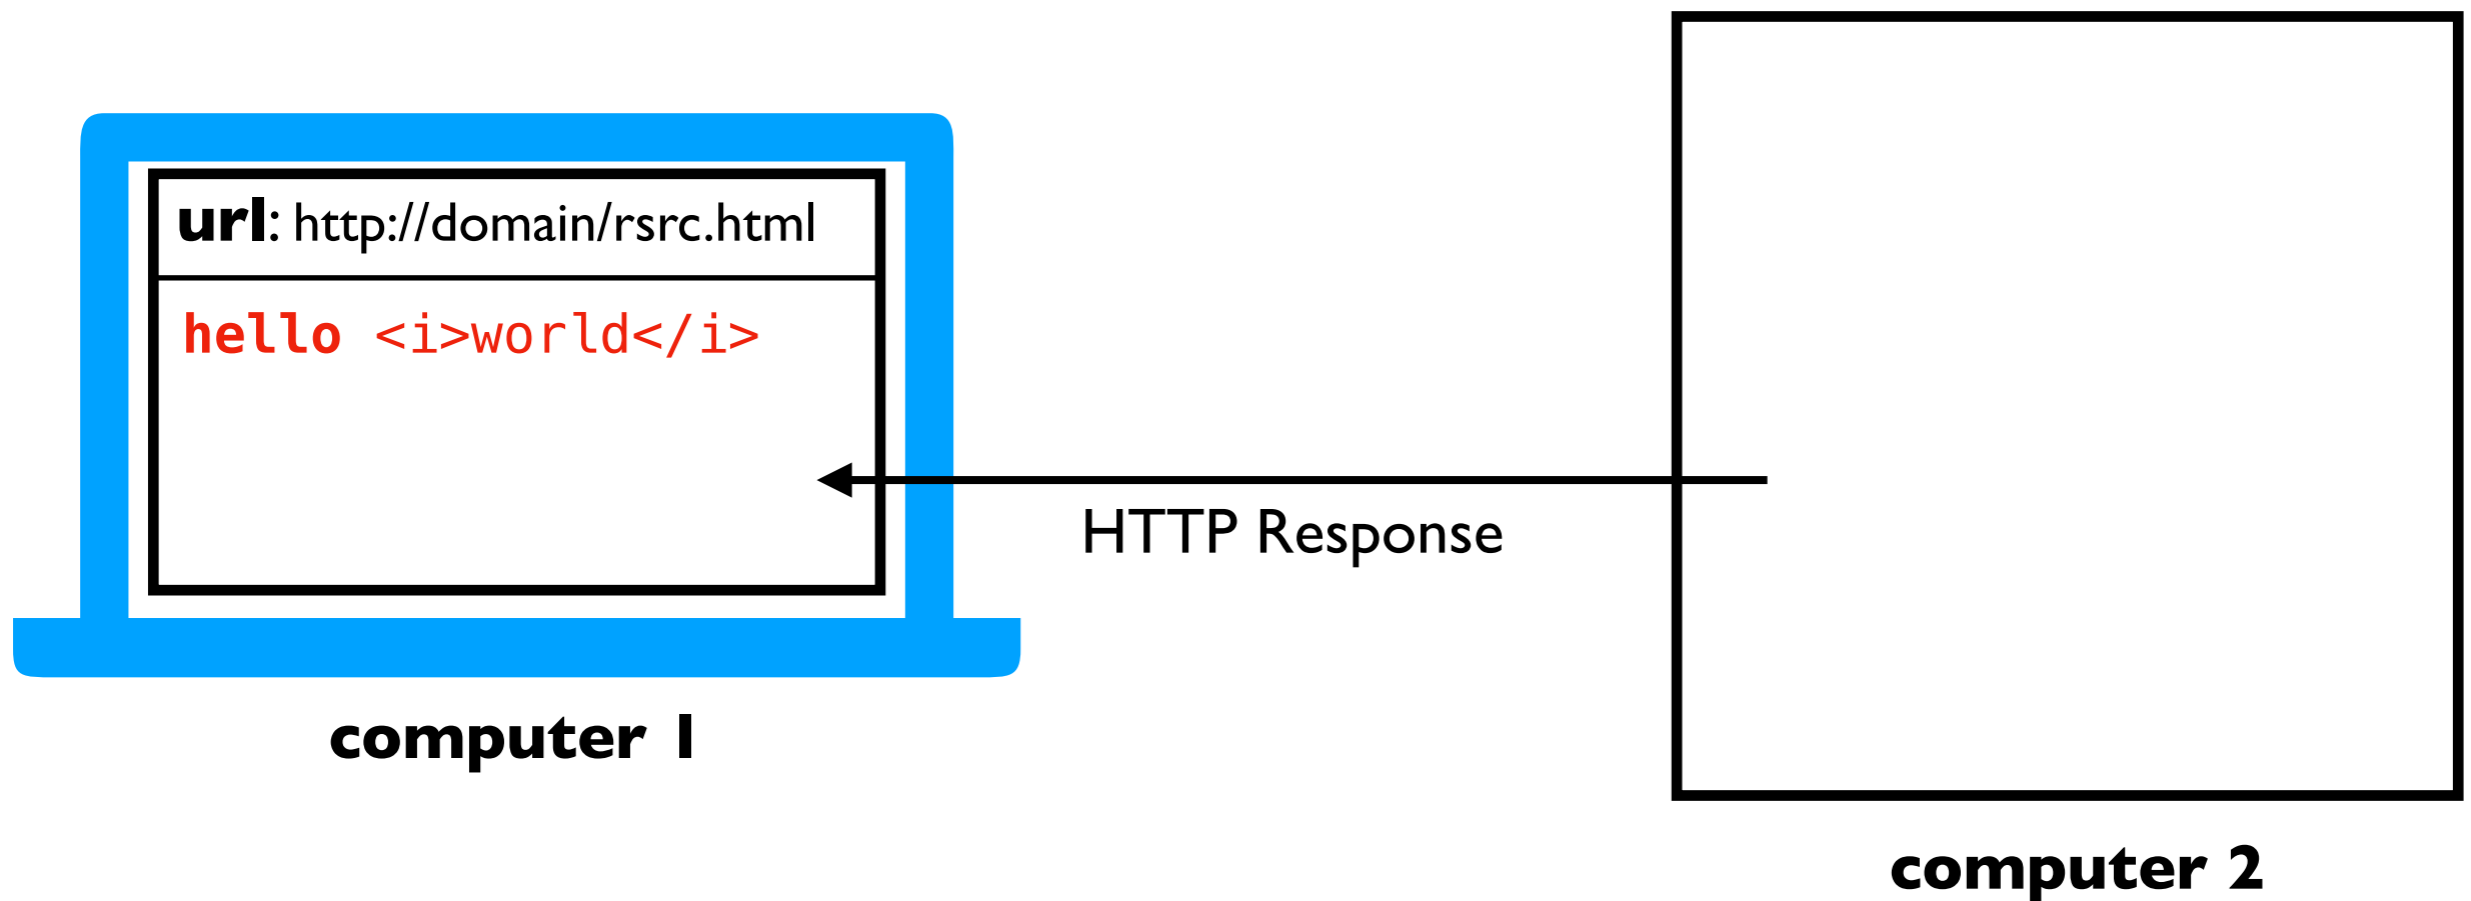 url: http://domain/rsrc.html
hello <i>world</i>
HTTP Response
computer 1
computer 2